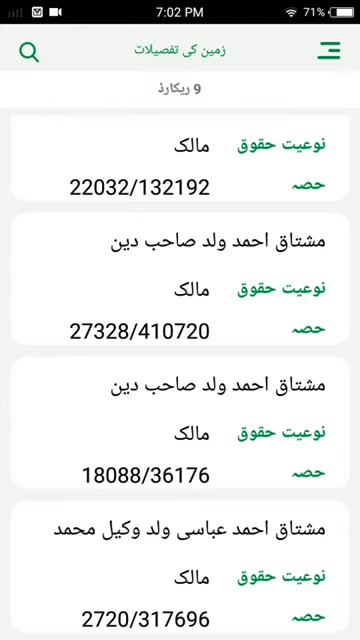 7:02 PM
71%
زمین کی تفصیلات
9 ریکارڈ
نوعیت حقوق مالک
حصہ 22032/132192
مشتاق احمد ولد صاحب دین
نوعیت حقوق مالک
حصہ 27328/410720
مشتاق احمد ولد صاحب دین
نوعیت حقوق مالک
حصہ 18088/36176
مشتاق احمد عباسی ولد وکیل محمد
نوعیت حقوق مالک
حصہ 2720/317696